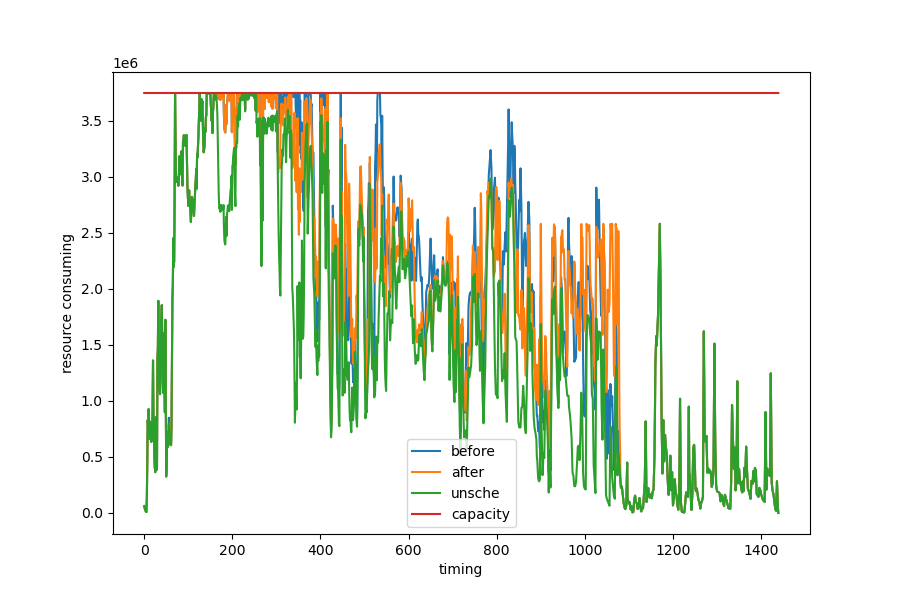 1e6
3.5
3.0
2.5
2.0
1.5
1.0
0.5
0.0
resource consuming
before
after
unsche
capacity
0 200 400 600 800 1000 1200 1400
timing